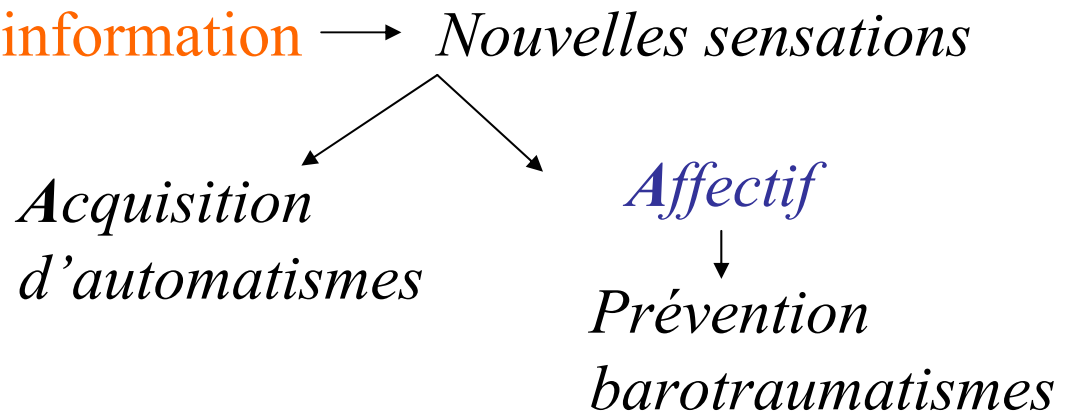 information Nouvelles sensations
Acquisition
d’automatismes
Affectif
Prévention
barotraumatismes